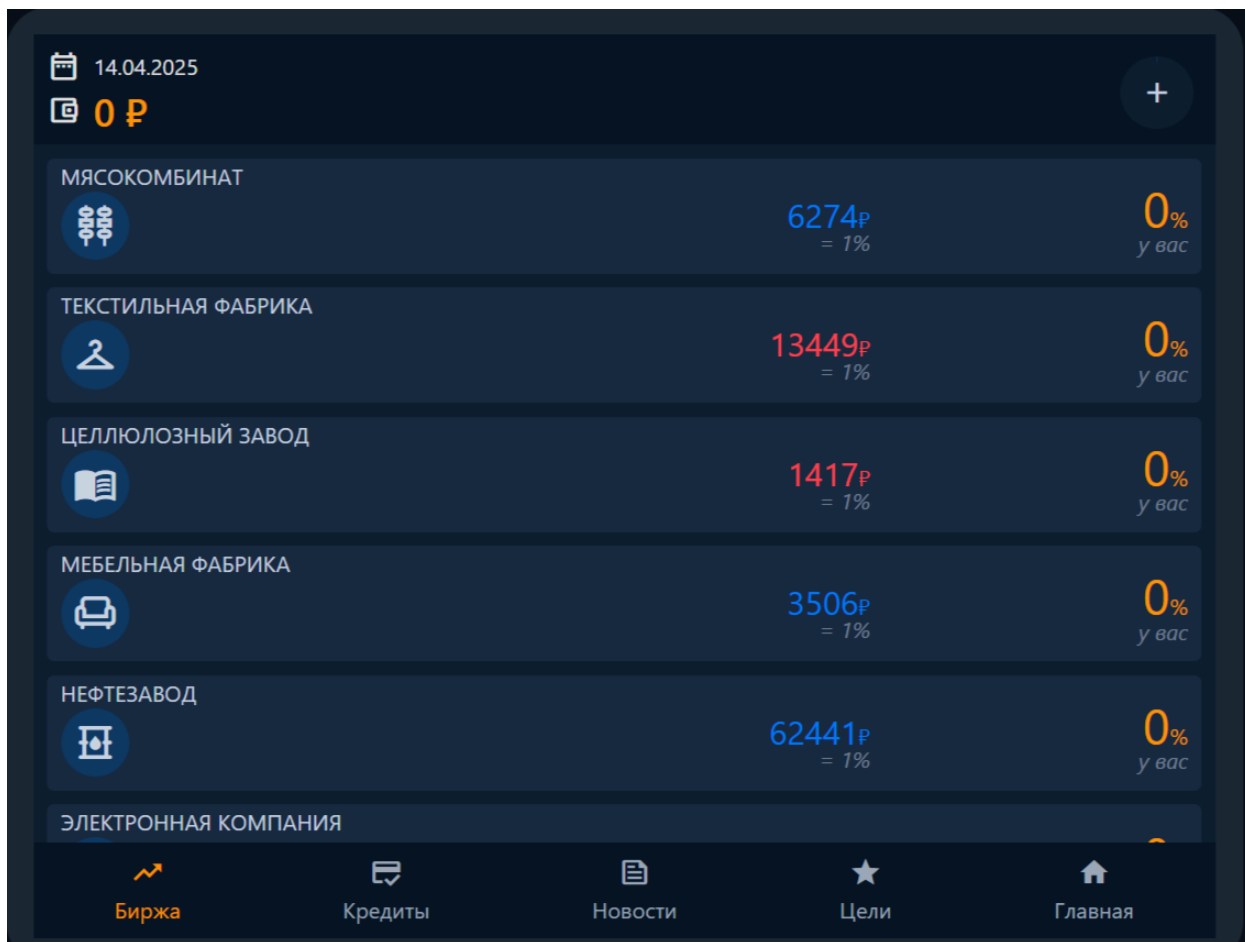 14.04.2025
0 ₽
+
МЯСОКОМБИНАТ
6274₽
= 1%
0%
у вас
ТЕКСТИЛЬНАЯ ФАБРИКА
13449₽
= 1%
0%
у вас
ЦЕЛЛЮЛОЗНЫЙ ЗАВОД
1417₽
= 1%
0%
у вас
МЕБЕЛЬНАЯ ФАБРИКА
3506₽
= 1%
0%
у вас
НЕФТЕЗАВОД
62441₽
= 1%
0%
у вас
ЭЛЕКТРОННАЯ КОМПАНИЯ
Биржа Кредиты Новости Цели Главная